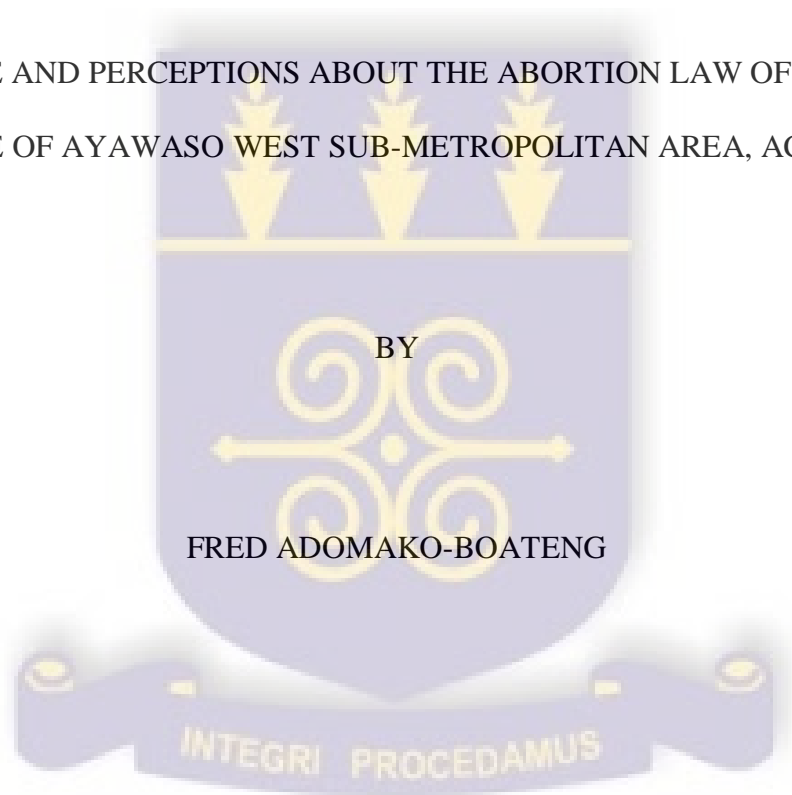 E AND PERCEPTIONS ABOUT THE ABORTION LAW OF
E OF AYAWASO WEST SUB-METROPOLITAN AREA, AC
BY
FRED ADOMAKO-BOATENG
INTEGRI PROCEDAMUS